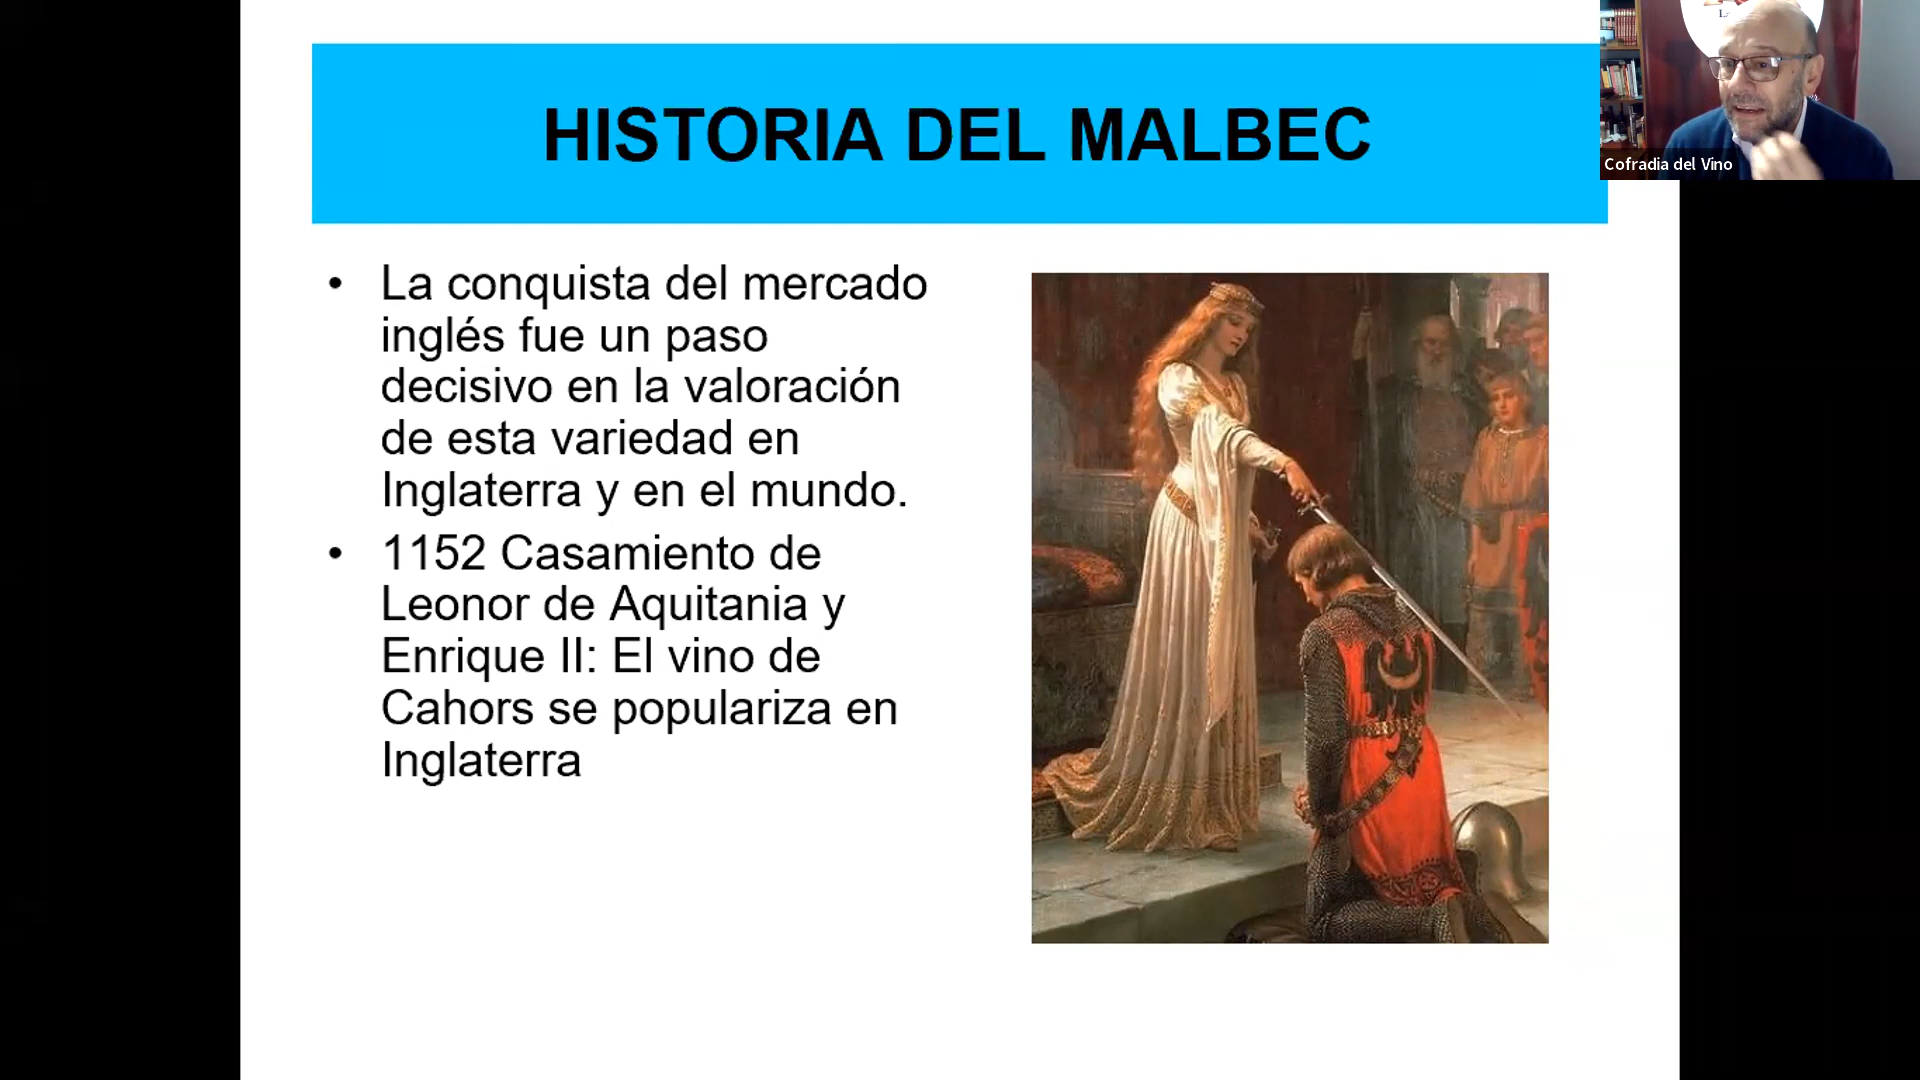 HISTORIA DEL MALBEC
• La conquista del mercado
inglés fue un paso
decisivo en la valoración
de esta variedad en
Inglaterra y en el mundo.
• 1152 Casamiento de
Leonor de Aquitania y
Enrique II: El vino de
Cahors se populariza en
Inglaterra
Cofradia del Vino